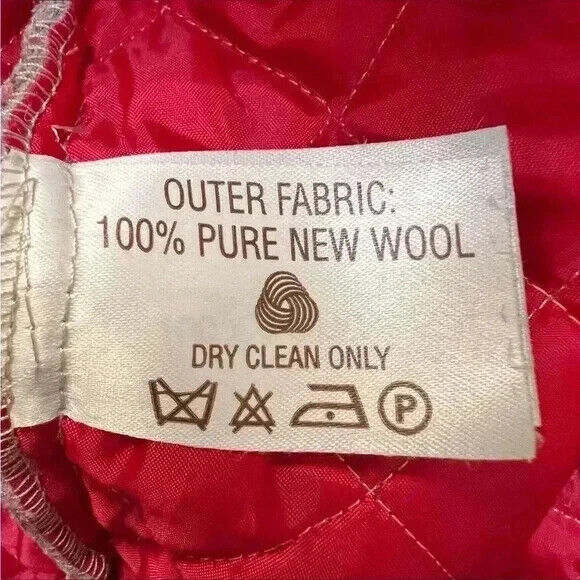 OUTER FABRIC:
100% PURE NEW WOOL
DRY CLEAN ONLY
P